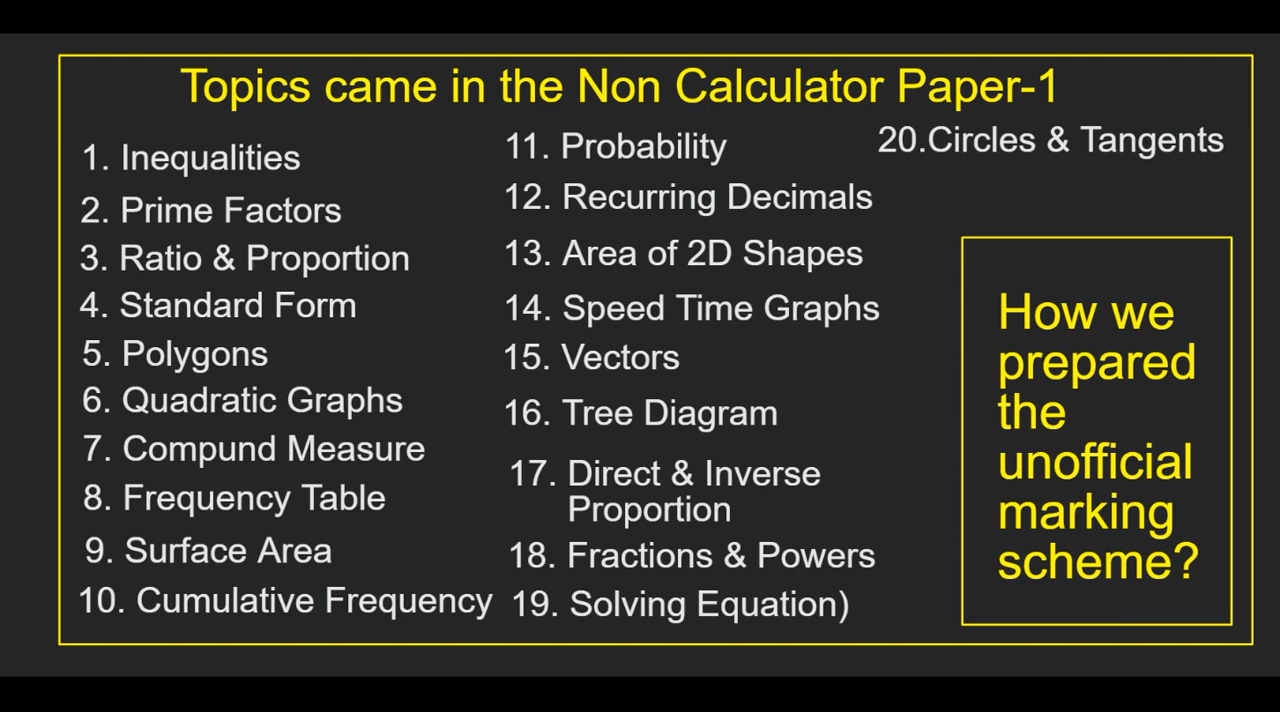 Topics came in the Non Calculator Paper-1
1. Inequalities
2. Prime Factors
3. Ratio & Proportion
4. Standard Form
5. Polygons
6. Quadratic Graphs
7. Compund Measure
8. Frequency Table
9. Surface Area
10. Cumulative Frequency
11. Probability
12. Recurring Decimals
13. Area of 2D Shapes
14. Speed Time Graphs
15. Vectors
16. Tree Diagram
17. Direct & Inverse
Proportion
18. Fractions & Powers
19. Solving Equation)
20.Circles & Tangents
How we
prepared
the
unofficial
marking
scheme?